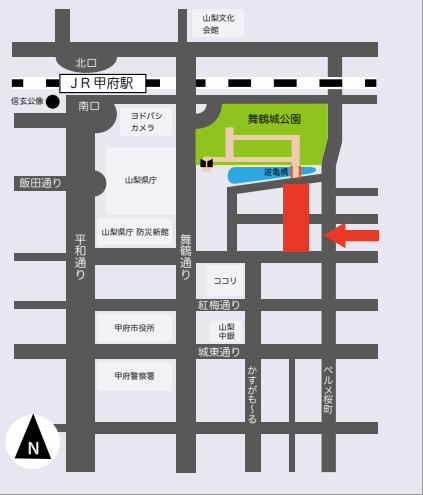 山梨文化
会館
北口
JR甲府駅
信玄公像
南口
ヨドバシ
カメラ
舞鶴城公園
遊亀橋
飯田通り
山梨県庁
山梨県庁 防災新館
平和通り
舞鶴通り
ココリ
紅梅通り
甲府市役所
山梨
中銀
城東通り
甲府警察署
かすがも〜る
ベルメ桜町
N